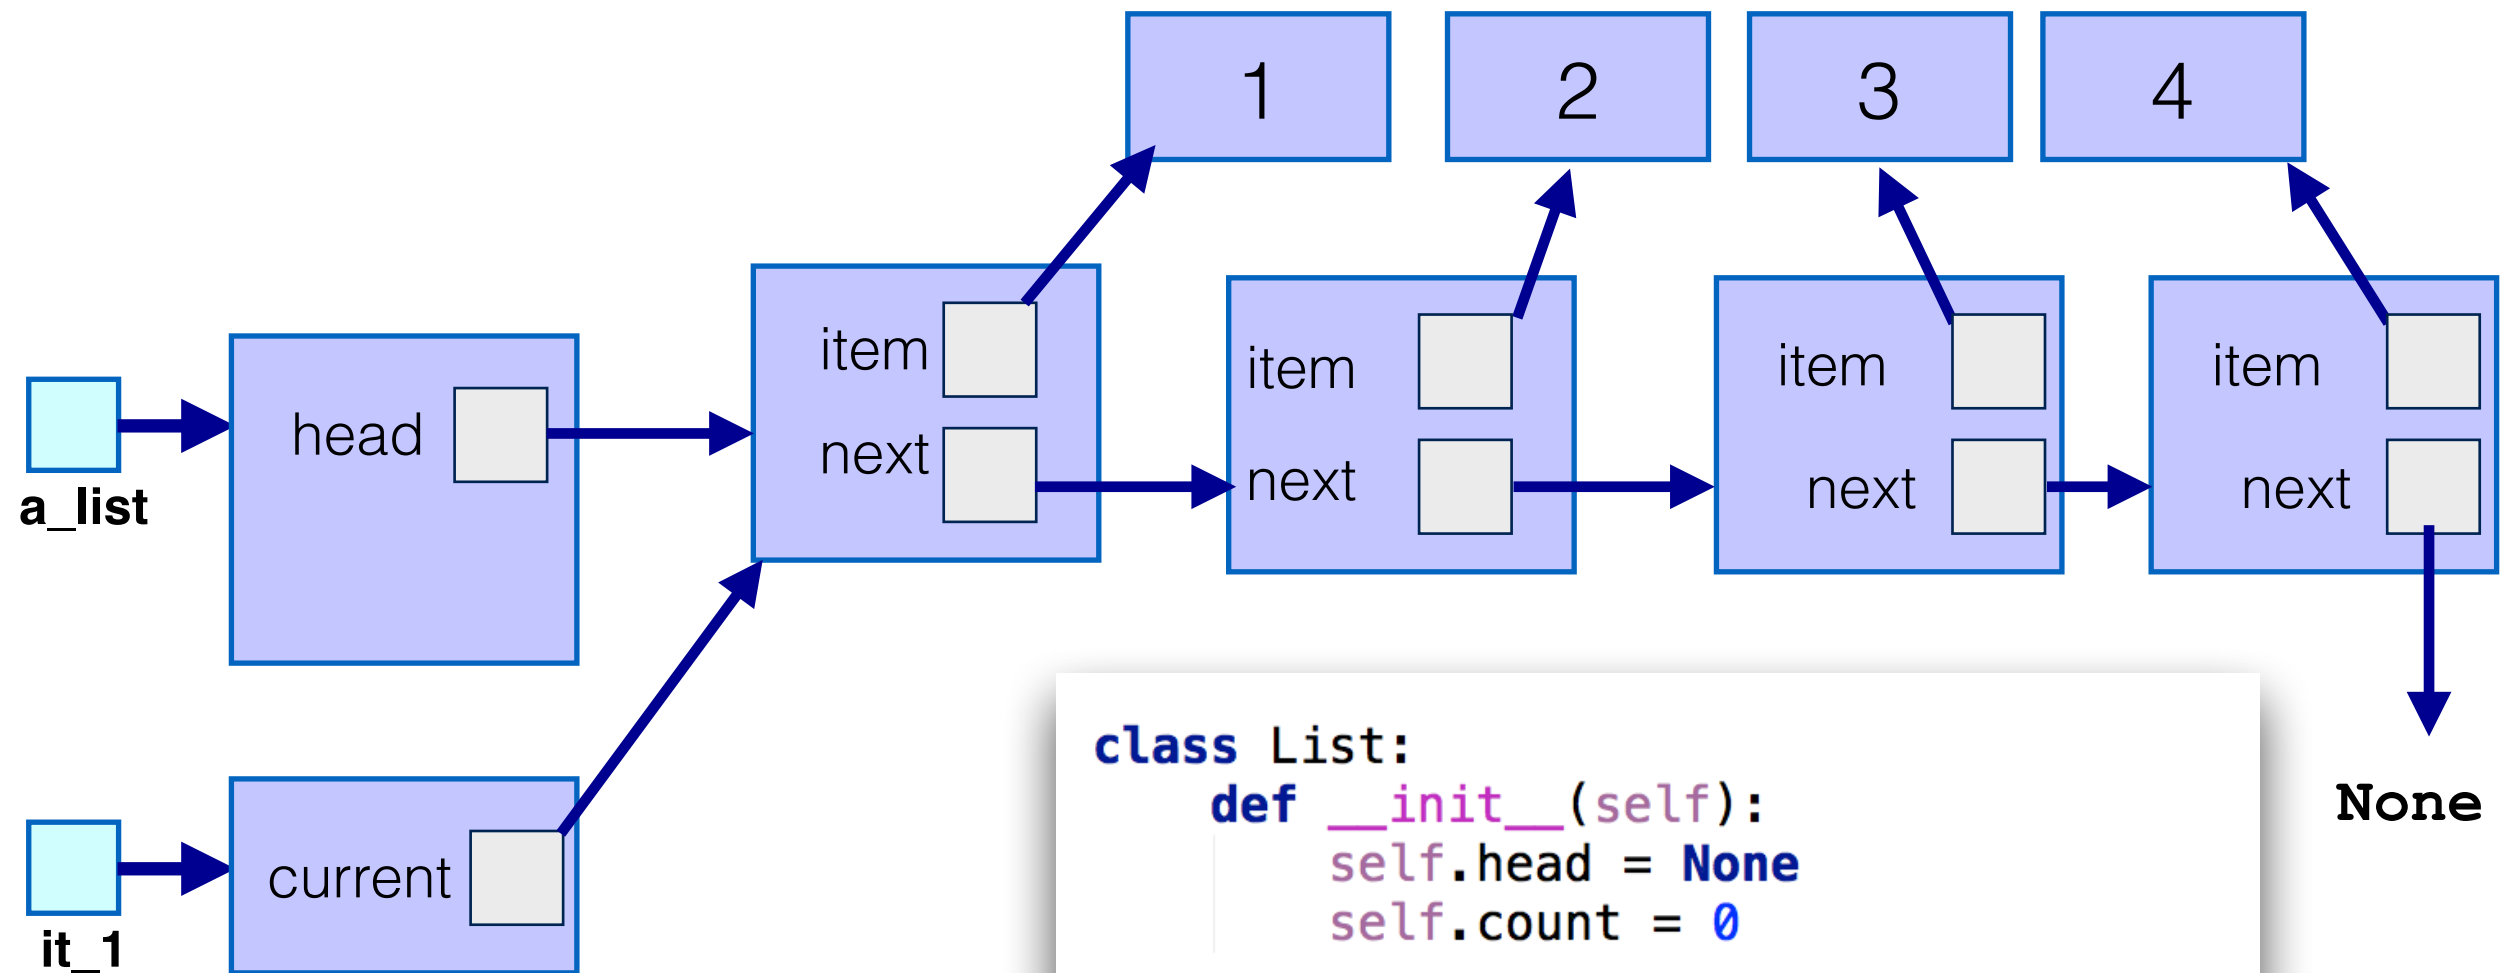 1
2
3
4
item
next
item
next
item
next
item
next
head
a_list
current
it_1
None
class List:
    def __init__(self):
        self.head = None
        self.count = 0